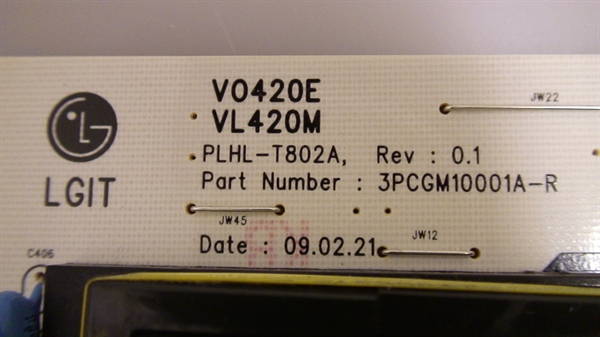 V0420E
VL420M
JW22
PLHL-T802A, Rev : 0.1
LGIT
Part Number : 3PCGM10001A-R
JW45
JW12
Date : 09.02.21
C406